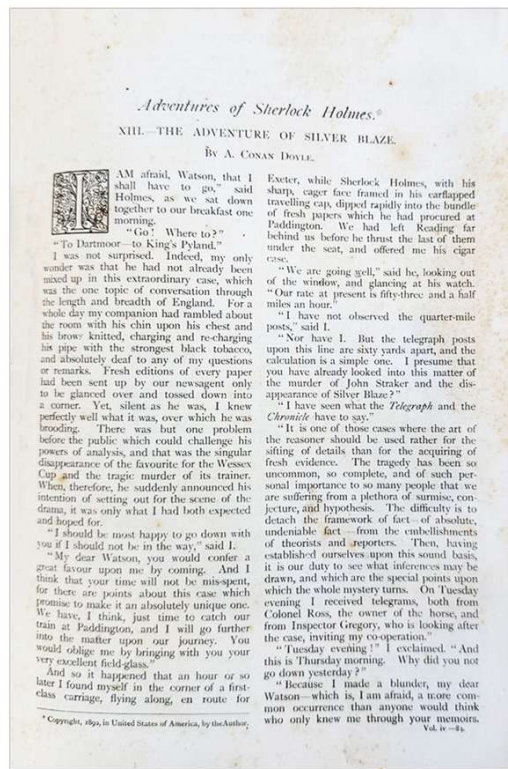 Adventures of Sherlock Holmes.*
XIII.—THE ADVENTURE OF SILVER BLAZE.
BY A. CONAN DOYLE.
I AM afraid, Watson, that I
shall have to go," said
Holmes, as we sat down
together to our breakfast one
morning.
"Go! Where to?"
"To Dartmoor—to King's Pyland."
I was not surprised. Indeed, my only
wonder was that he had not already been
mixed up in this extraordinary case, which
was the one topic of conversation through
the length and breadth of England. For a
whole day my companion had rambled about
the room with his chin upon his chest and
his brows knitted, charging and re-charging
his pipe with the strongest black tobacco,
and absolutely deaf to any of my questions
or remarks. Fresh editions of every paper
had been sent up by our newsagent only
to be glanced over and tossed down into
a corner. Yet, silent as he was, I knew
perfectly well what it was, over which he was
brooding. There was but one problem
before the public which could challenge his
powers of analysis, and that was the singular
disappearance of the favourite for the Wessex
Cup and the tragic murder of its trainer.
When, therefore, he suddenly announced his
intention of setting out for the scene of the
drama, it was only what I had both expected
and hoped for.
"I should be most happy to go down with
you if I should not be in the way," said I.
"My dear Watson, you would confer a
great favour upon me by coming. And I
think that your time will not be mis-spent,
for there are points about this case which
promise to make it an absolutely unique one.
We have, I think, just time to catch our
train at Paddington, and I will go further
into the matter upon our journey. You
would oblige me by bringing with you your
very excellent field-glass."
And so it happened that an hour or so
later I found myself in the corner of a first-
class carriage, flying along, en route for
* Copyright, 1892, in United States of America, by the Author.
Exeter, while Sherlock Holmes, with his
sharp, eager face framed in his earflapped
travelling cap, dipped rapidly into the bundle
of fresh papers which he had procured at
Paddington. We had left Reading far
behind us before he thrust the last of them
under the seat, and offered me his cigar
case.
"We are going well," said he, looking out
of the window, and glancing at his watch.
"Our rate at present is fifty-three and a half
miles an hour."
"I have not observed the quarter-mile
posts," said I.
"Nor have I. But the telegraph posts
upon this line are sixty yards apart, and the
calculation is a simple one. I presume that
you have already looked into this matter of
the murder of John Straker and the dis-
appearance of Silver Blaze?"
"I have seen what the Telegraph and the
Chronicle have to say."
"It is one of those cases where the art of
the reasoner should be used rather for the
sifting of details than for the acquiring of
fresh evidence. The tragedy has been so
uncommon, so complete, and of such per-
sonal importance to so many people that we
are suffering from a plethora of surmise, con-
jecture, and hypothesis. The difficulty is to
detach the framework of fact—of absolute,
undeniable fact—from the embellishments
of theorists and reporters. Then, having
established ourselves upon this sound basis,
it is our duty to see what inferences may be
drawn, and which are the special points upon
which the whole mystery turns. On Tuesday
evening I received telegrams, both from
Colonel Ross, the owner of the horse, and
from Inspector Gregory, who is looking after
the case, inviting my co-operation."
"Tuesday evening!" I exclaimed. "And
this is Thursday morning. Why did you not
go down yesterday?"
"Because I made a blunder, my dear
Watson—which is, I am afraid, a more com-
mon occurrence than anyone would think
who only knew me through your memoirs.
Vol. iv.—84.